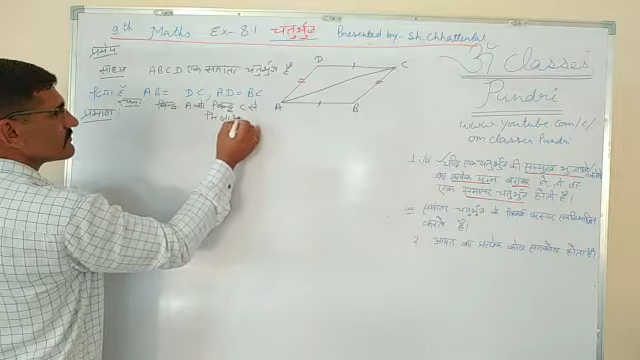 9th Maths Ex-8.1 चतुर्भुज Presented by- Sh. Chhattenpal
प्रमेय
साध्य ABCD एक समान्तर चतुर्भुज है
दिया है AB = DC, AD = BC
रचना बिन्दु A को बिन्दु C से
मिलाया
प्रमाण :
D
C
A
B
ॐ Classes
Pundri
www.youtube.com/c/
om classes Pundri
यदि एक चतुर्भुज की सम्मुख भुजाओं
का प्रत्येक युग्म बराबर हो, तो वह
एक समान्तर चतुर्भुज होती है।
समान्तर चतुर्भुज के विकर्ण परस्पर समद्विभाजित
करते है।
2. आयत का प्रत्येक कोण समकोण होता है।